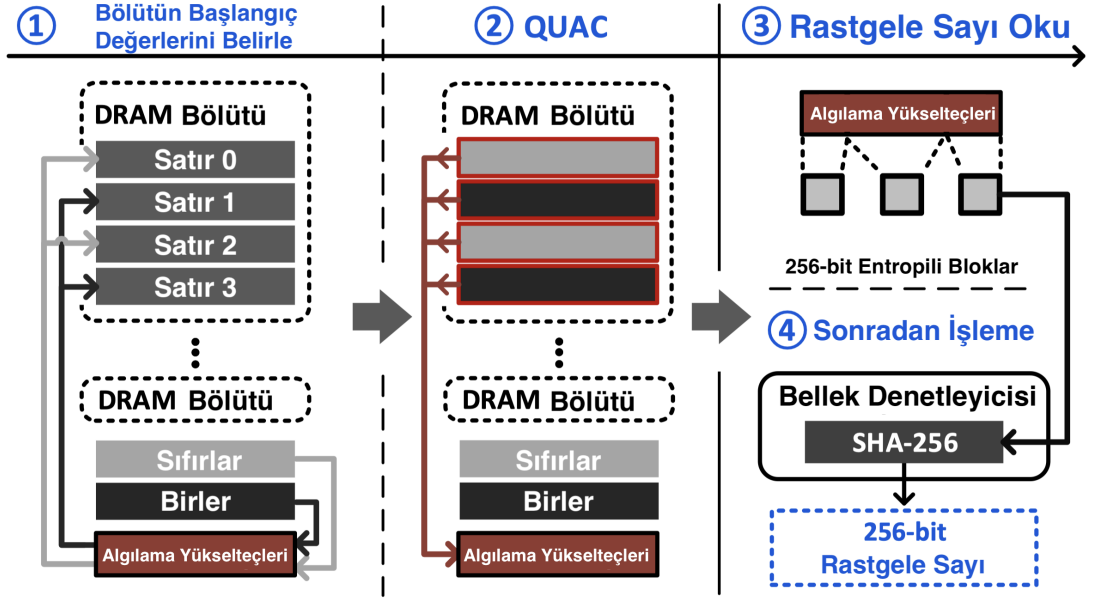 1 Bölütün Başlangıç
Değerlerini Belirle
DRAM Bölütü
Satır 0
Satır 1
Satır 2
Satır 3
DRAM Bölütü
Sıfırlar
Birler
Algılama Yükselteçleri
2 QUAC
DRAM Bölütü
DRAM Bölütü
Sıfırlar
Birler
Algılama Yükselteçleri
3 Rastgele Sayı Oku
Algılama Yükselteçleri
256-bit Entropili Bloklar
4 Sonradan İşleme
Bellek Denetleyicisi
SHA-256
256-bit
Rastgele Sayı